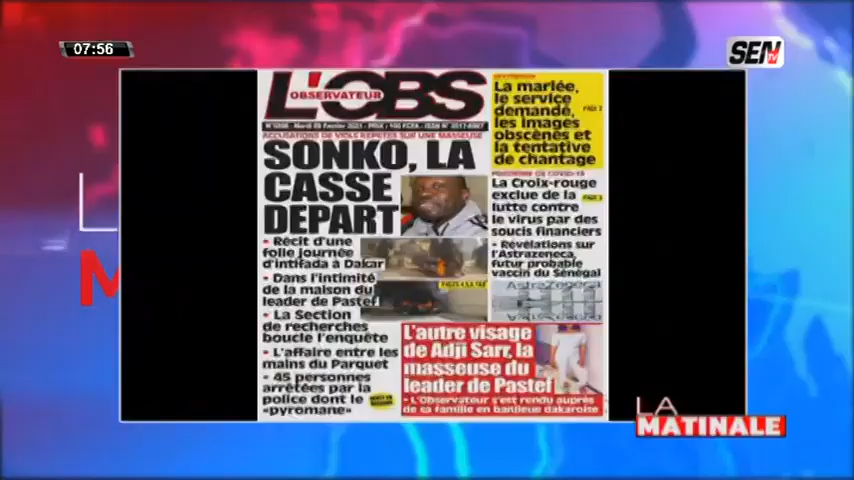 07:56
SEN
TV
L'OBS
OBSERVATEUR
ACCUSATIONS DE VIOLS REPETES SUR UNE MASSEUSE
SONKO, LA
CASSE
DEPART
• Récit d'une
folle journée
d'intifada à Dakar
• Dans l'intimité
de la maison du
leader de Pastef
• La Section
de recherches
boucle l'enquête
• L'affaire entre les
mains du Parquet
• 45 personnes
arrêtées par la
police dont le
«pyromane»
La mariée,
le service
demandé,
les images
obscènes et
la tentative
de chantage
La Croix-rouge
exclue de la
lutte contre
le virus par des
soucis financiers
• Révélations sur
l'Astrazeneca,
futur probable
vaccin du Sénégal
AstraZeneca
L'autre visage
de Adji Sarr, la
masseuse du
leader de Pastef
• L'Observateur s'est rendu auprès
de sa famille en banlieue dakaroise
LA
MATINALE